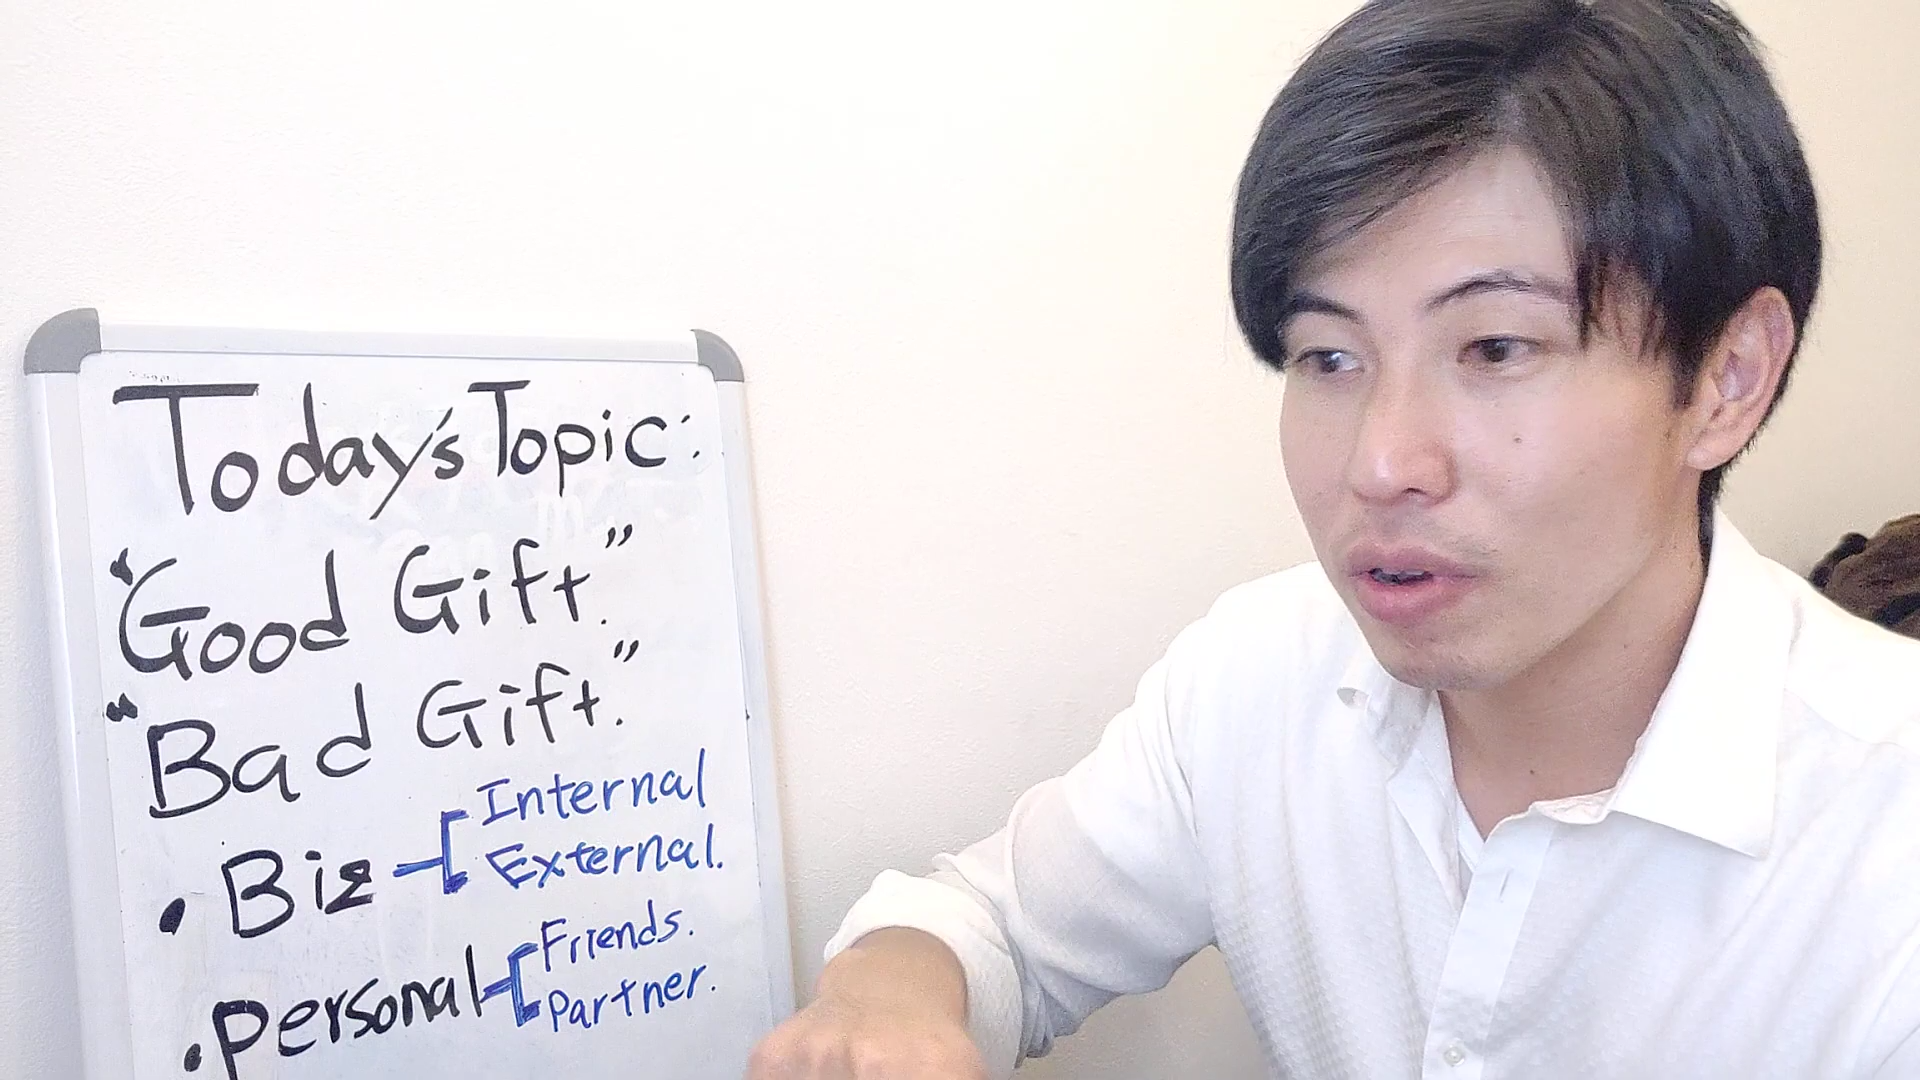 Today's Topic:
"Good Gift."
"Bad Gift."
• Biz
Internal
External.
• Personal
Friends.
Partner.